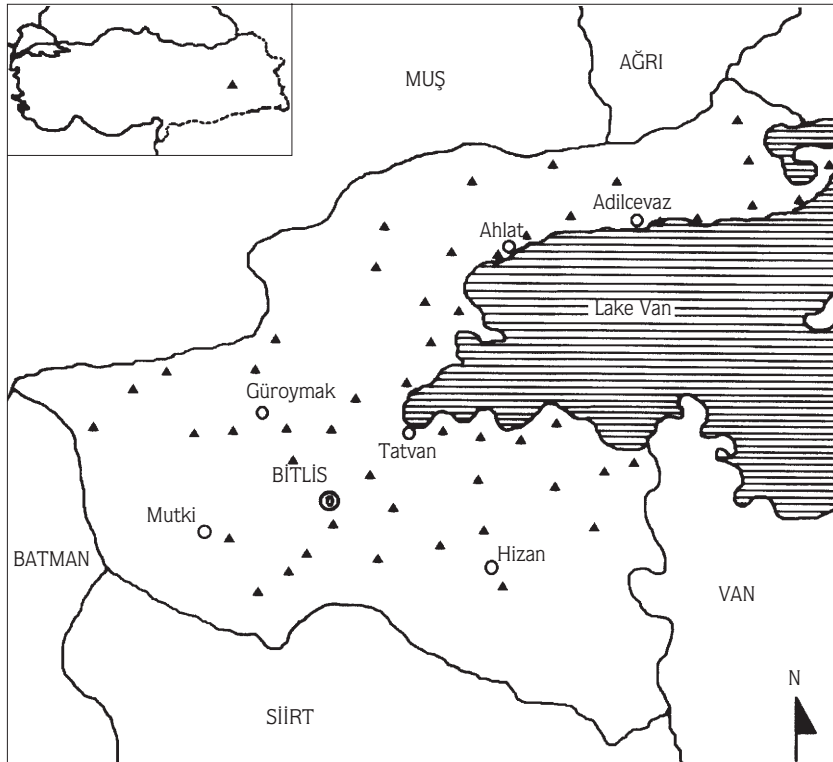 MUŞ
AĞRI
Adilcevaz
Ahlat
Lake Van
Güroymak
Tatvan
BİTLİS
Mutki
Hizan
BATMAN
VAN
SİİRT
N